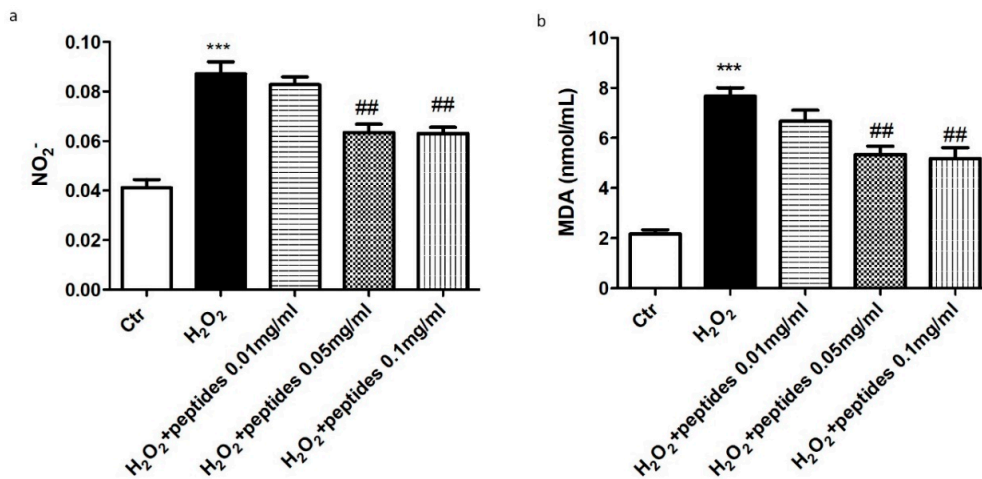 a
NO₂⁻
0.10
0.08
0.06
0.04
0.02
0.00
***
##
##
Ctr
H₂O₂
H₂O₂+peptides 0.01mg/ml
H₂O₂+peptides 0.05mg/ml
H₂O₂+peptides 0.1mg/ml
b
MDA (nmol/mL)
10
8
6
4
2
0
***
##
##
Ctr
H₂O₂
H₂O₂+peptides 0.01mg/ml
H₂O₂+peptides 0.05mg/ml
H₂O₂+peptides 0.1mg/ml